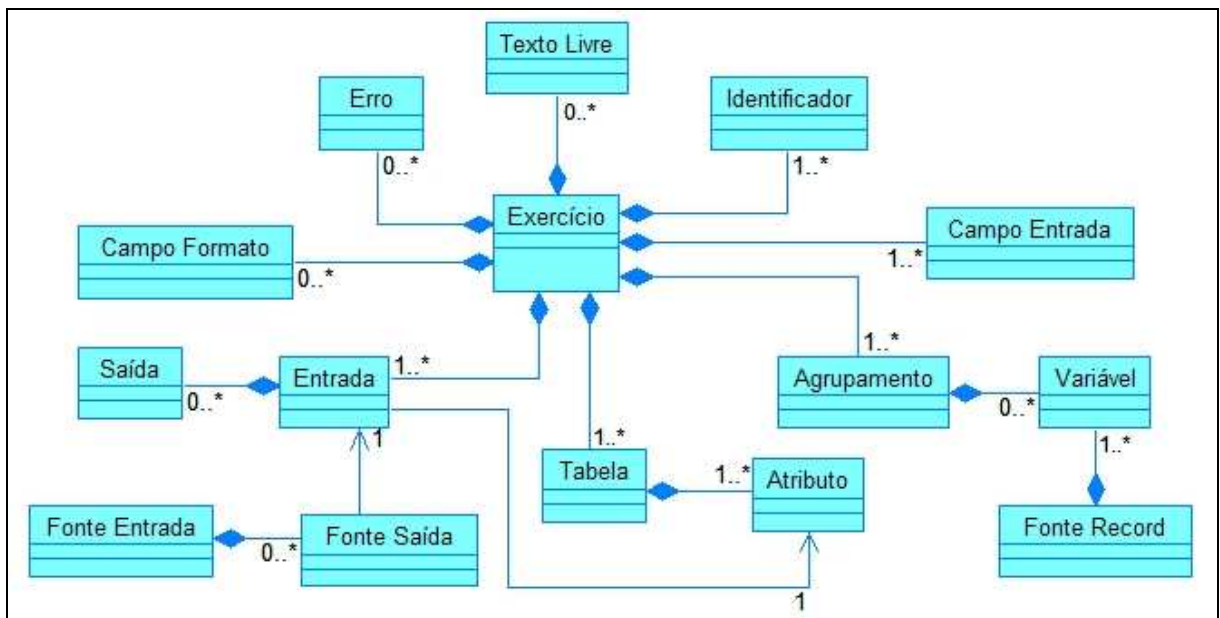 Texto Livre
0..*
Erro
0..*
Identificador
1..*
Exercício
Campo Formato
0..*
Campo Entrada
1..*
Saída
0..*
Entrada
1..*
1
Agrupamento
1..*
0..*
Variável
1..*
Tabela
1..*
1..*
Atributo
1
Fonte Entrada
0..*
Fonte Saída
Fonte Record